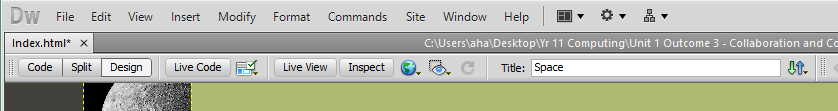 Dw File Edit View Insert Modify Format Commands Site Window Help
Index.html* × C:\Users\aha\Desktop\Yr 11 Computing\Unit 1 Outcome 3 - Collaboration and Co
Code Split Design Live Code Live View Inspect Title: Space